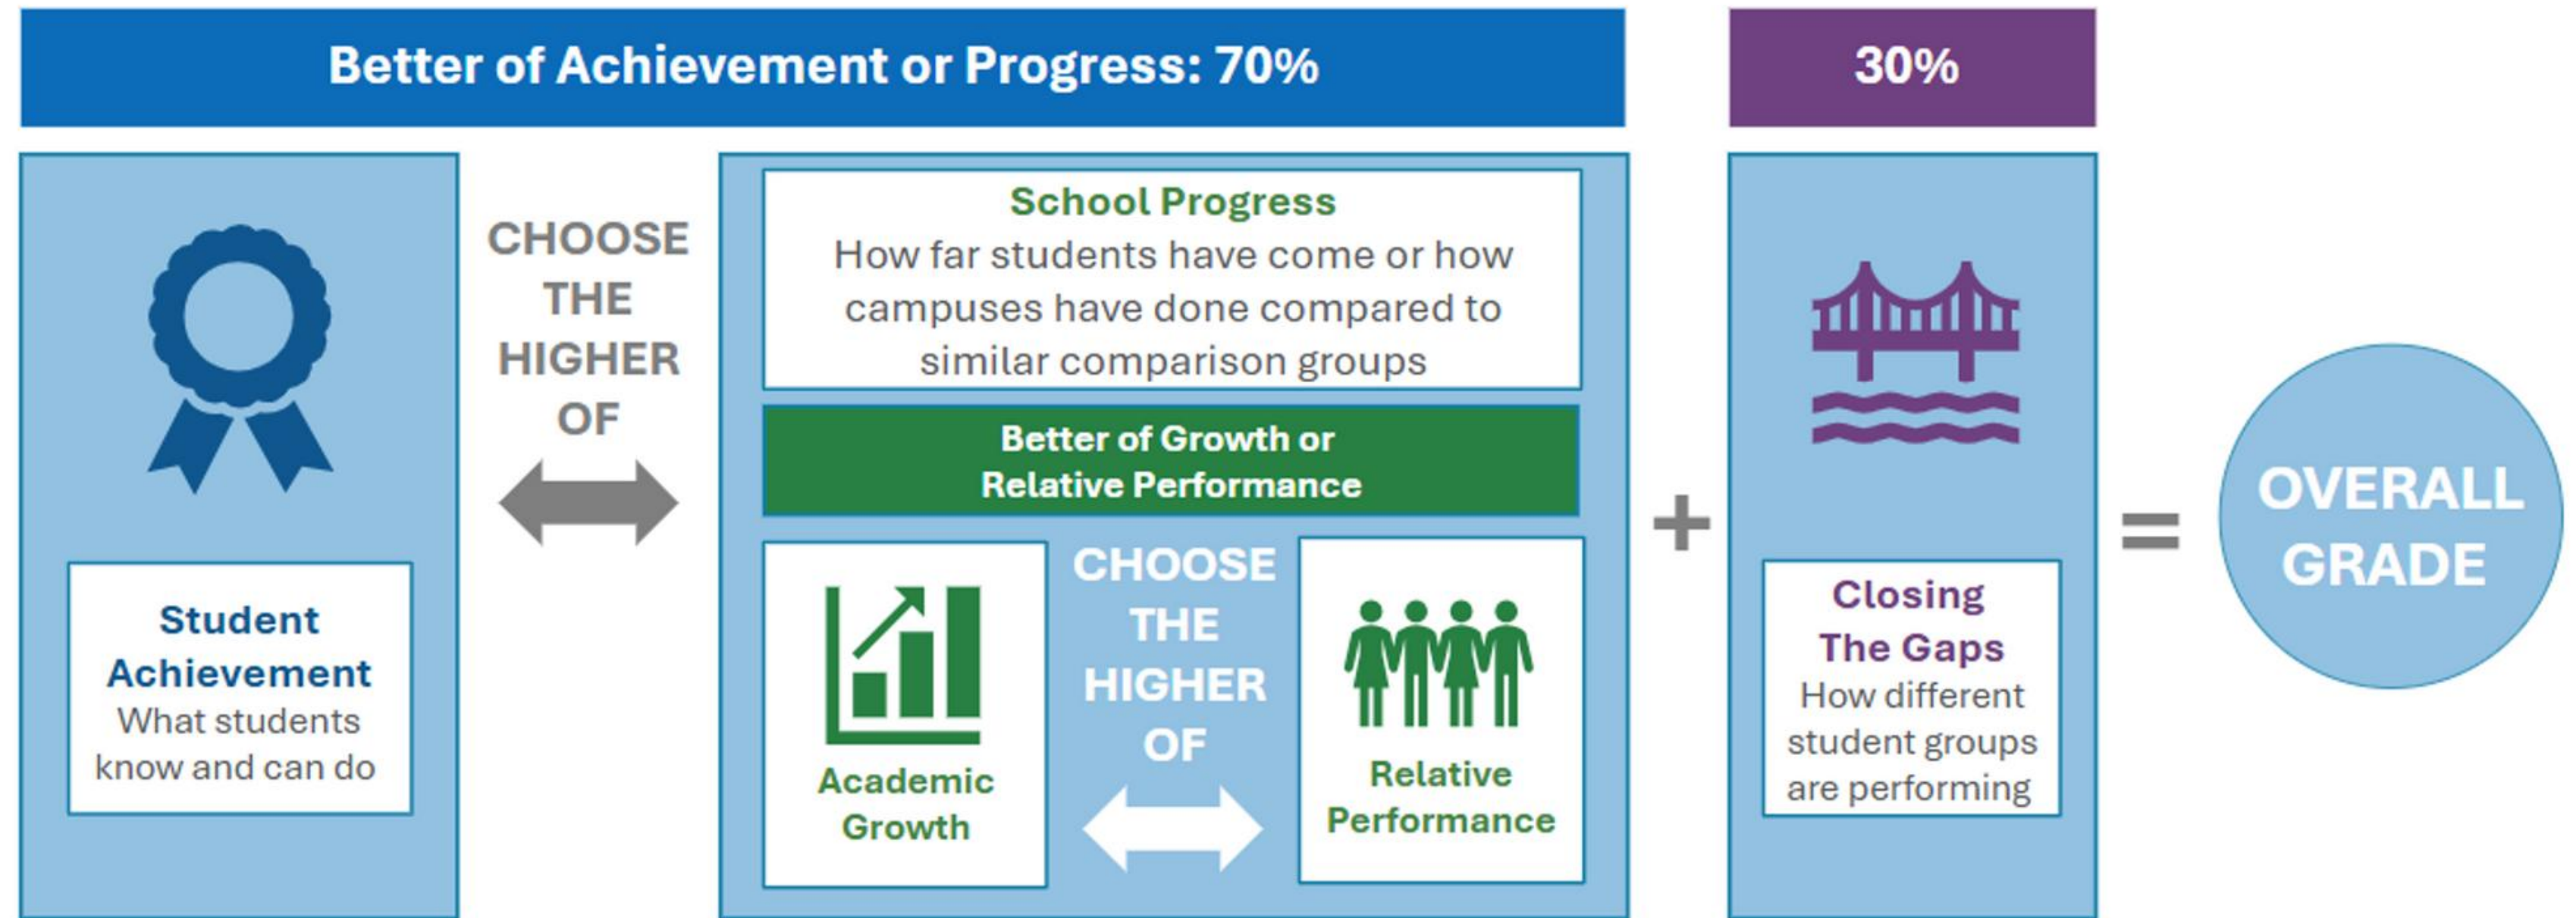 Better of Achievement or Progress: 70%
30%
Student
Achievement
What students
know and can do
CHOOSE
THE
HIGHER
OF
School Progress
How far students have come or how
campuses have done compared to
similar comparison groups
Better of Growth or
Relative Performance
Academic
Growth
CHOOSE
THE
HIGHER
OF
Relative
Performance
+
Closing
The Gaps
How different
student groups
are performing
=
OVERALL
GRADE